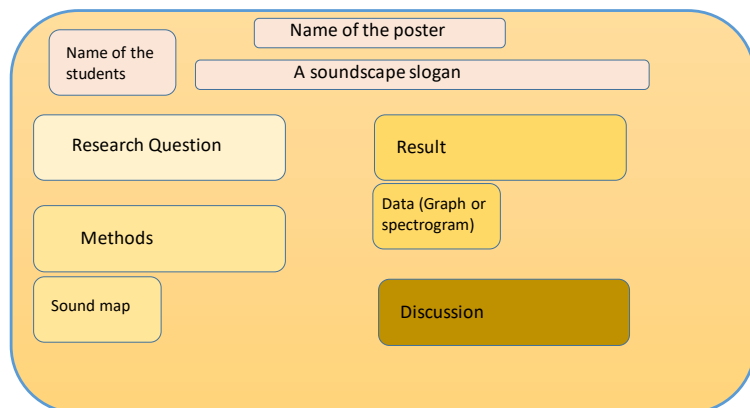 Name of the poster
Name of the
students
A soundscape slogan
Research Question
Methods
Sound map
Result
Data (Graph or
spectrogram)
Discussion